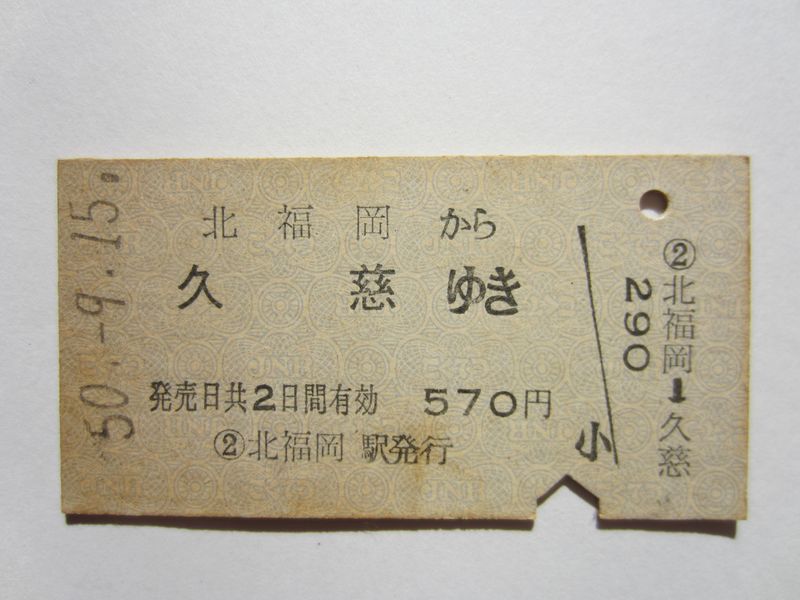 50.-9.15
北福岡から
久慈ゆき
発売日共2日間有効 570円
②北福岡駅発行
小
②北福岡➡久慈
290
JNR